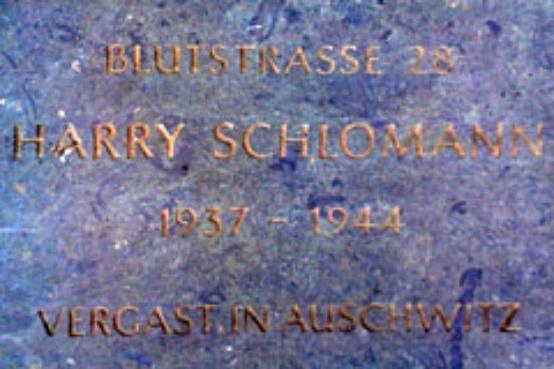 BLUTSTRASSE 28
HARRY SCHLOMANN
1937 – 1944
VERGAST IN AUSCHWITZ